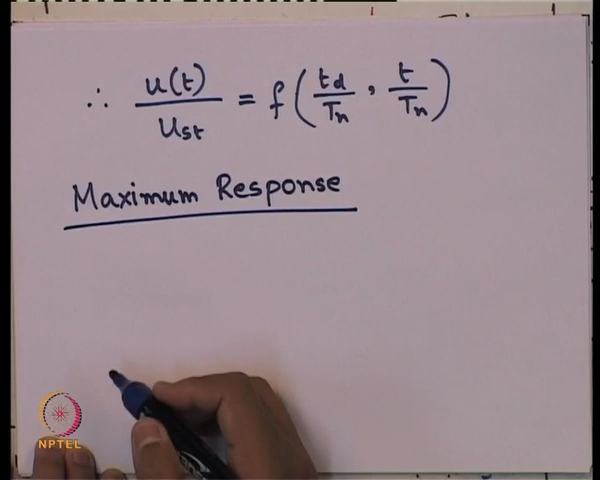 ∴ u(t)/Ust = f(td/Tn, t/Tn)
Maximum Response
NPTEL